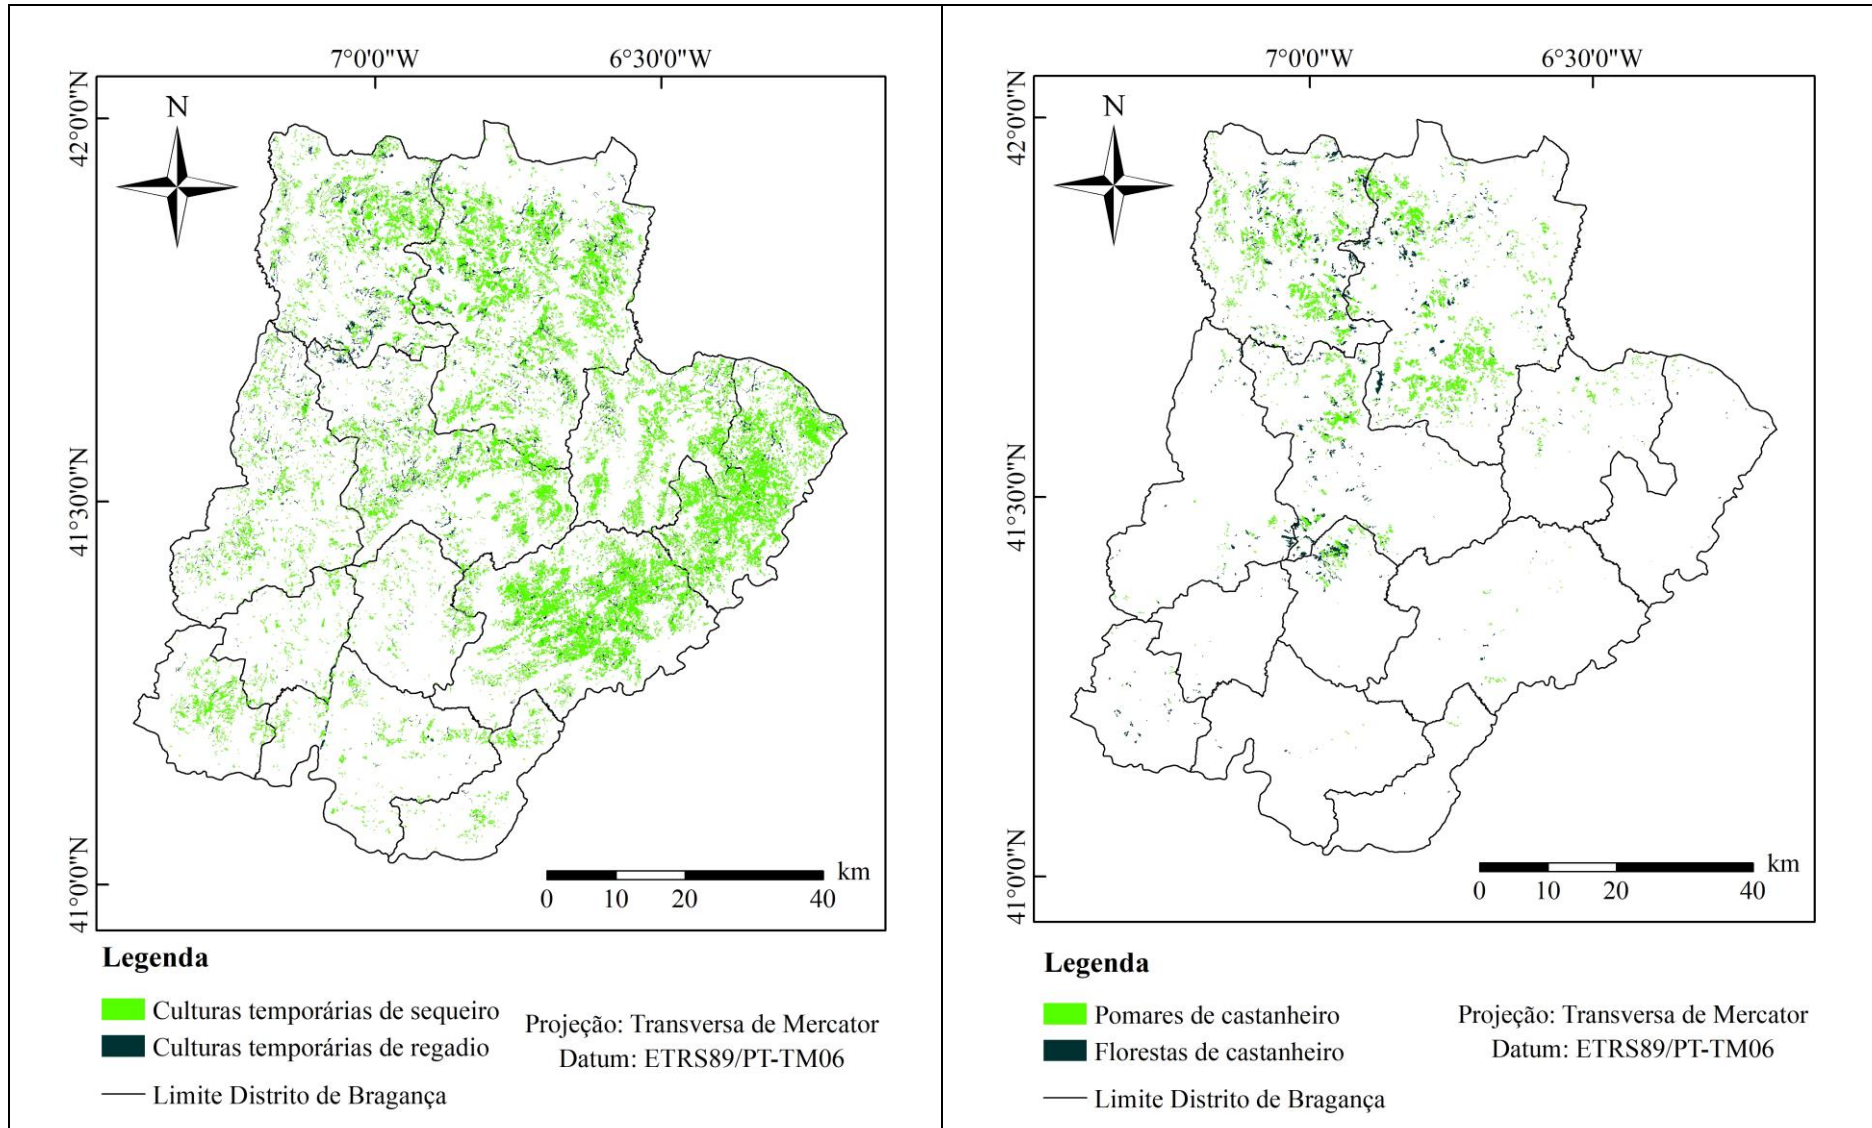 7°0'0"W 6°30'0"W
N
42°0'0"N
41°30'0"N
41°0'0"N
km
0 10 20 40
Legenda
Culturas temporárias de sequeiro
Culturas temporárias de regadio
Limite Distrito de Bragança
Projeção: Transversa de Mercator
Datum: ETRS89/PT-TM06
7°0'0"W 6°30'0"W
N
42°0'0"N
41°30'0"N
41°0'0"N
km
0 10 20 40
Legenda
Pomares de castanheiro
Florestas de castanheiro
Limite Distrito de Bragança
Projeção: Transversa de Mercator
Datum: ETRS89/PT-TM06